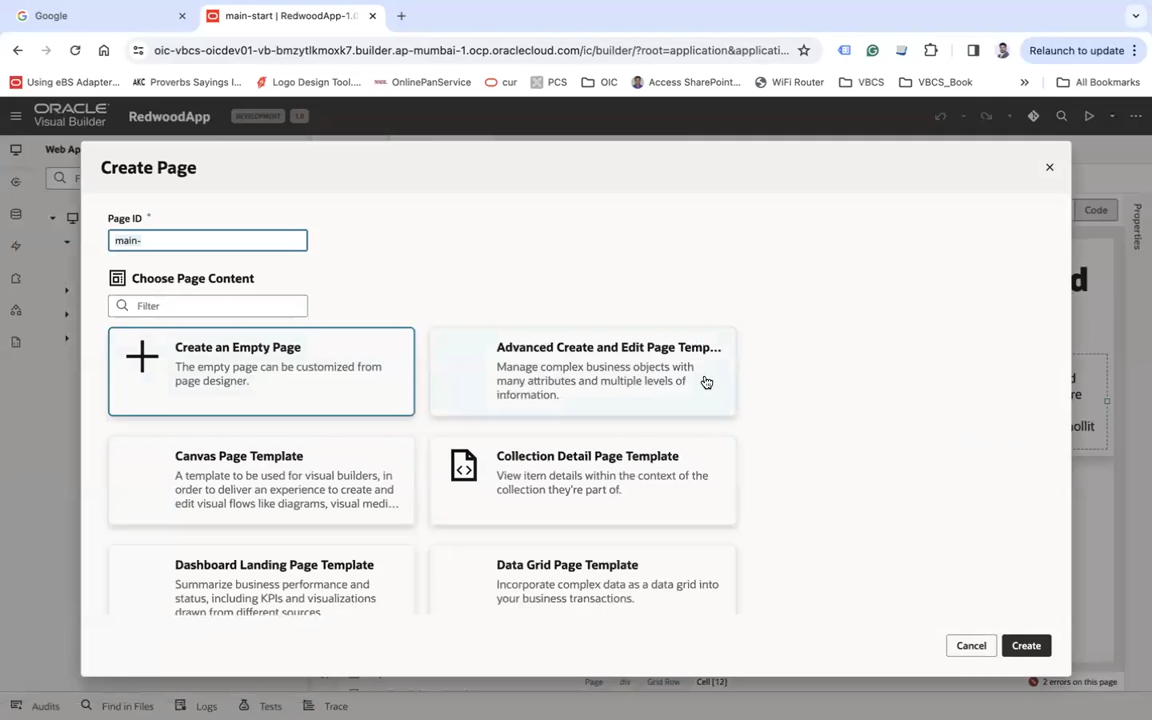 Google
main-start | RedwoodApp-1.0
oic-vbcs-oicdev01-vb-bmzytlkmoxk7.builder.ap-mumbai-1.ocp.oraclecloud.com/ic/builder/?root=application&applicati...
Relaunch to update
Using eBS Adapter...
AKC Proverbs Sayings I...
Logo Design Tool....
OnlinePanService
cur
PCS
OIC
Access SharePoint...
WiFi Router
VBCS
VBCS_Book
»
All Bookmarks
ORACLE
Visual Builder
RedwoodApp
DEVELOPMENT
1.0
Web Ap
F
Code
Properties
d
d
re
mollit
Create Page
Page ID *
main-
Choose Page Content
Filter
Create an Empty Page
The empty page can be customized from
page designer.
Advanced Create and Edit Page Temp...
Manage complex business objects with
many attributes and multiple levels of
information.
Canvas Page Template
A template to be used for visual builders, in
order to deliver an experience to create and
edit visual flows like diagrams, visual medi...
Collection Detail Page Template
View item details within the context of the
collection they're part of.
Dashboard Landing Page Template
Summarize business performance and
status, including KPIs and visualizations
drawn from different sources.
Data Grid Page Template
Incorporate complex data as a data grid into
your business transactions.
Cancel
Create
Page div Grid Row Cell [12]
2 errors on this page
Audits
Find in Files
Logs
Tests
Trace